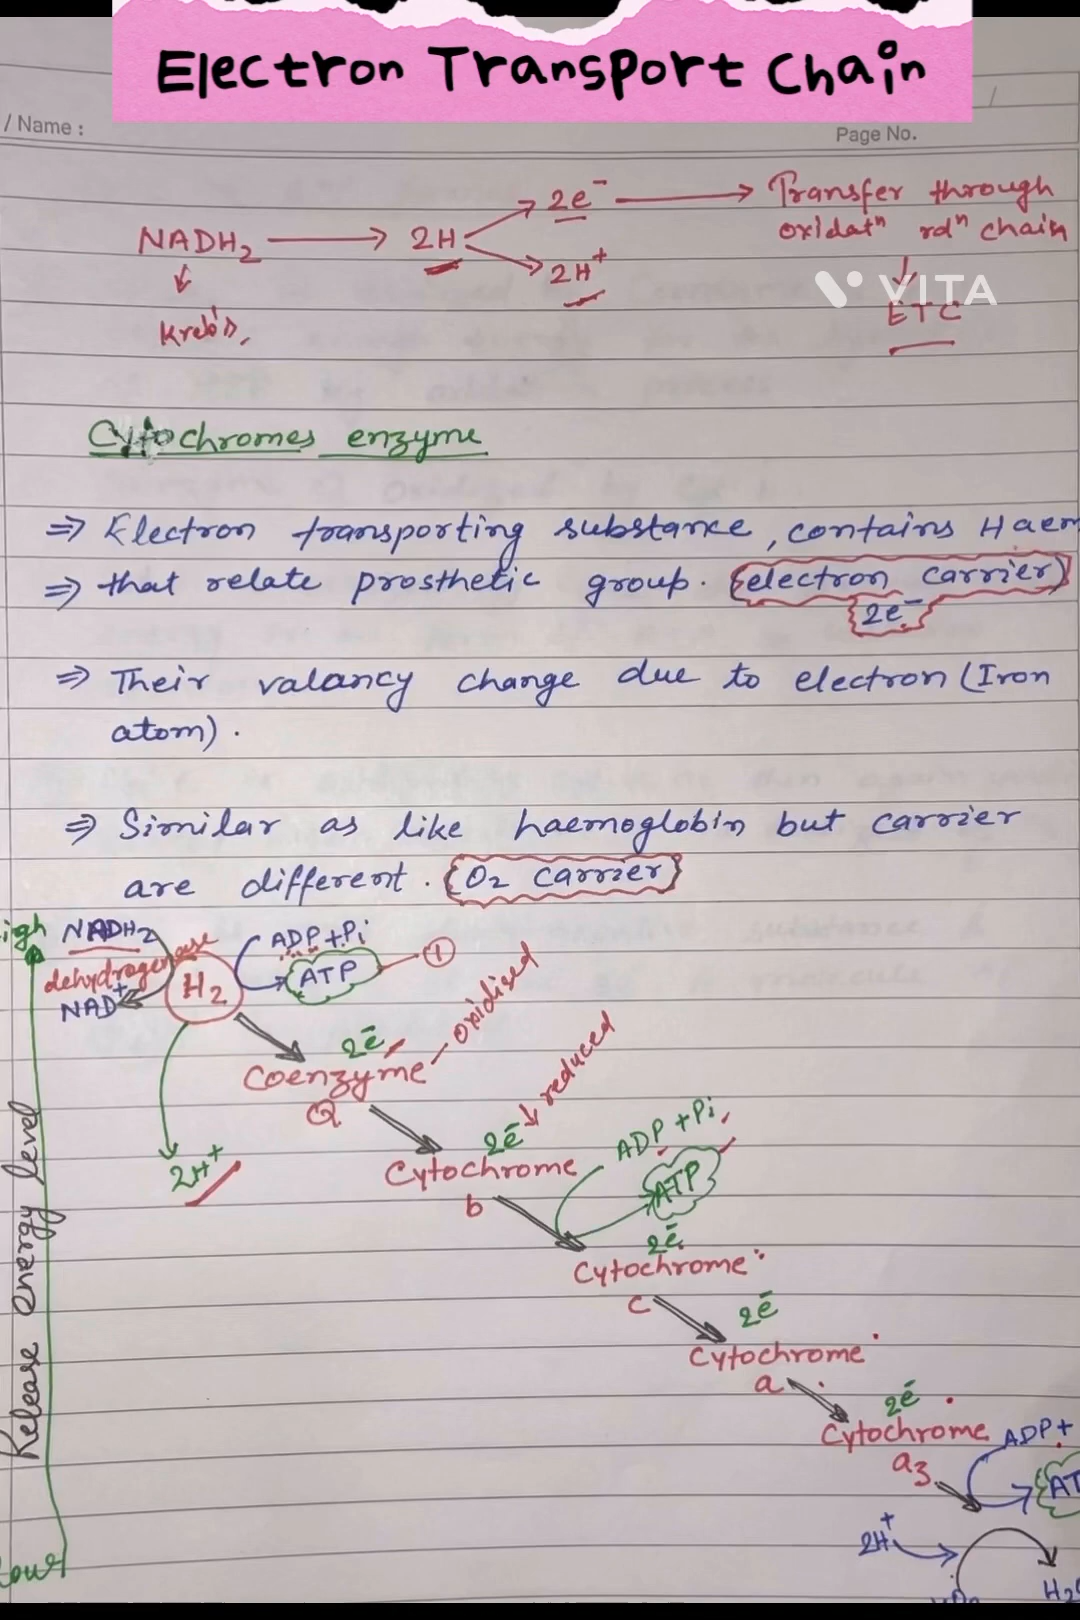 Electron Transport Chain
/ Name :
Page No.
NADH2 → 2H → 2e- → Transfer through
oxidatn rdn chain
2H+
VITA
ETC
Kreb's
Cytochromes enzyme
⇒ Electron transporting substance, contains Haem
⇒ that relate prosthetic group. (electron carrier)
2e-
⇒ Their valancy change due to electron (Iron
atom).
⇒ Similar as like haemoglobin but carrier
are different. (O2 carrier)
igh
NADH2
ADP + Pi
dehydrogenase
H2
ATP
①
NAD+
2e-
Coenzyme - oxidised
Q
2e-
reduced
Cytochrome
b
ADP + Pi
ATP
2H+
2e-
Cytochrome
c
2e-
Cytochrome
a
2e-
Cytochrome
a3
ADP+
AT
2H+
Release energy level